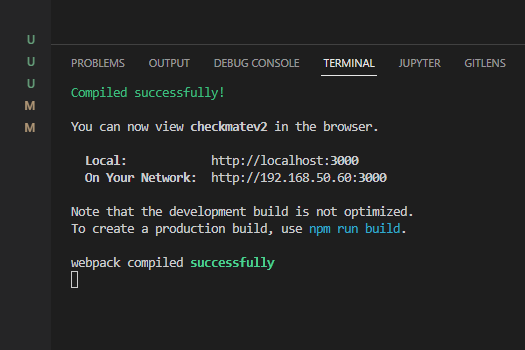 U
U
U
M
M
PROBLEMS OUTPUT DEBUG CONSOLE TERMINAL JUPYTER GITLENS
Compiled successfully!
You can now view checkmatev2 in the browser.
Local: http://localhost:3000
On Your Network: http://192.168.50.60:3000
Note that the development build is not optimized.
To create a production build, use npm run build.
webpack compiled successfully